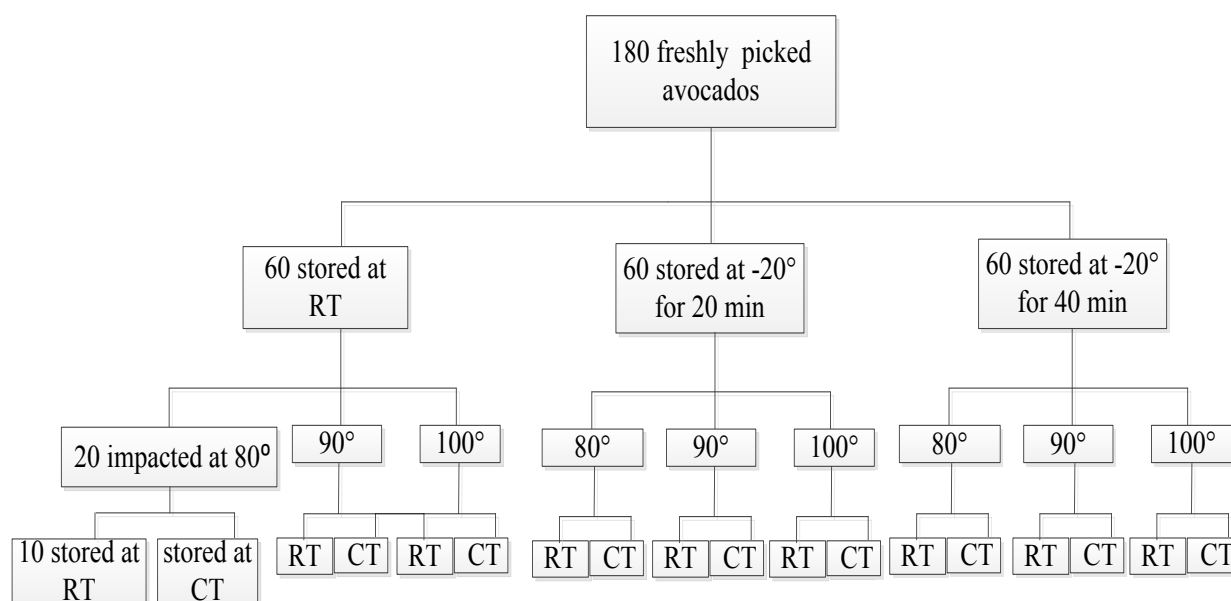 180 freshly picked
avocados
60 stored at
RT
60 stored at -20°
for 20 min
60 stored at -20°
for 40 min
20 impacted at 80°
90°
100°
80°
90°
100°
80°
90°
100°
10 stored at
RT
stored at
CT
RT
CT
RT
CT
RT
CT
RT
CT
RT
CT
RT
CT
RT
CT
RT
CT